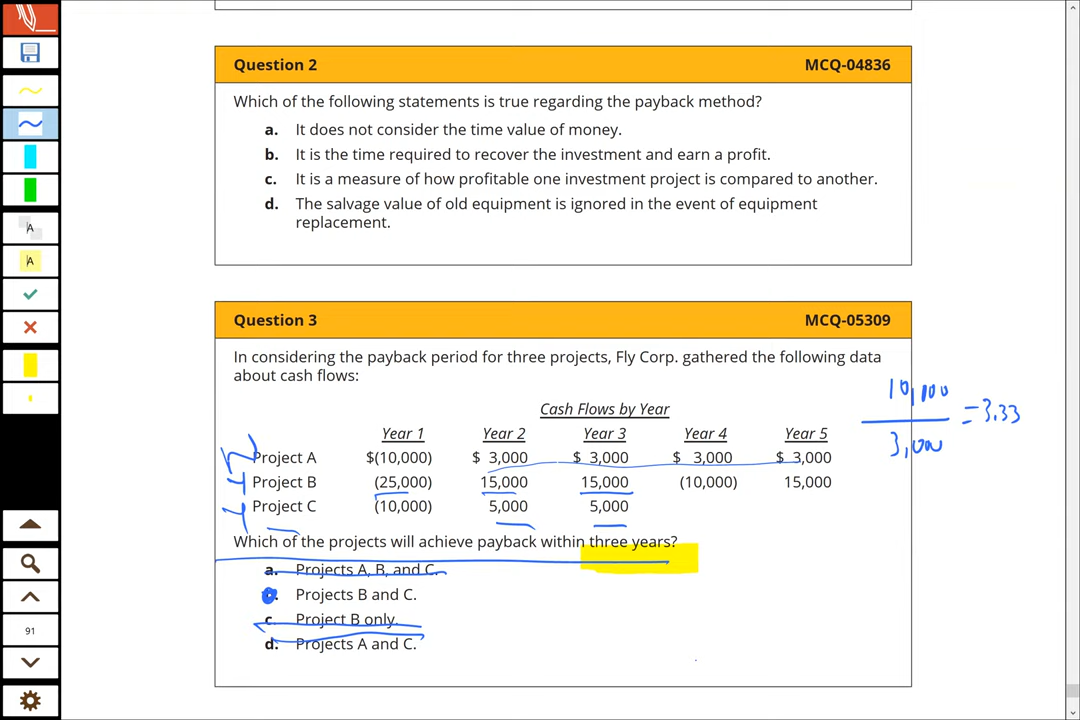 Question 2 MCQ-04836
Which of the following statements is true regarding the payback method?
a. It does not consider the time value of money.
b. It is the time required to recover the investment and earn a profit.
c. It is a measure of how profitable one investment project is compared to another.
d. The salvage value of old equipment is ignored in the event of equipment
replacement.
Question 3 MCQ-05309
In considering the payback period for three projects, Fly Corp. gathered the following data
about cash flows:
10,000
3,000
=3.33
Cash Flows by Year
Year 1 Year 2 Year 3 Year 4 Year 5
N Project A $(10,000) $ 3,000 $ 3,000 $ 3,000 $ 3,000
Y Project B (25,000) 15,000 15,000 (10,000) 15,000
Y Project C (10,000) 5,000 5,000
Which of the projects will achieve payback within three years?
a. Projects A, B, and C.
Projects B and C.
c. Project B only.
d. Projects A and C.
A
A
91